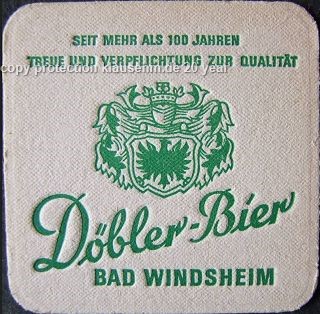 SEIT MEHR ALS 100 JAHREN
TREUE UND VERPFLICHTUNG ZUR QUALITÄT
copy protection klausehm.de 20 year
Döbler-Bier
BAD WINDSHEIM